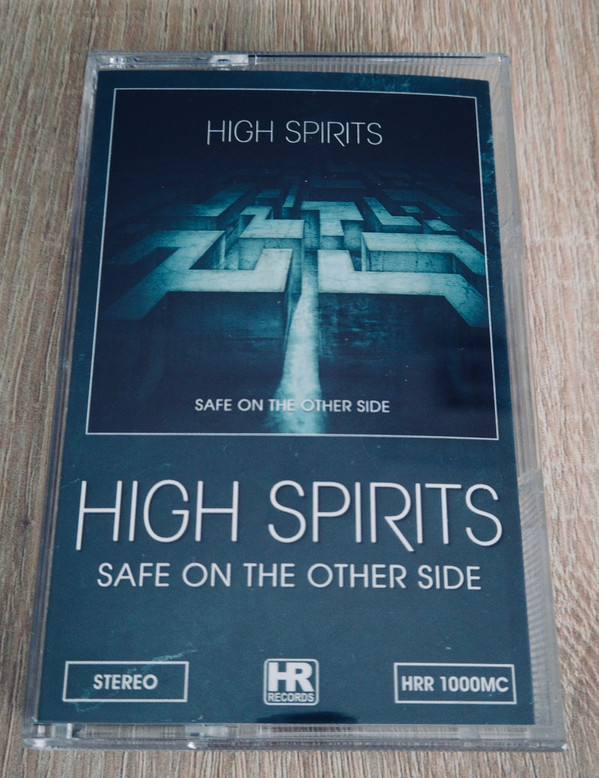 HIGH SPIRITS
SAFE ON THE OTHER SIDE
HIGH SPIRITS
SAFE ON THE OTHER SIDE
STEREO
HR
RECORDS
HRR 1000MC